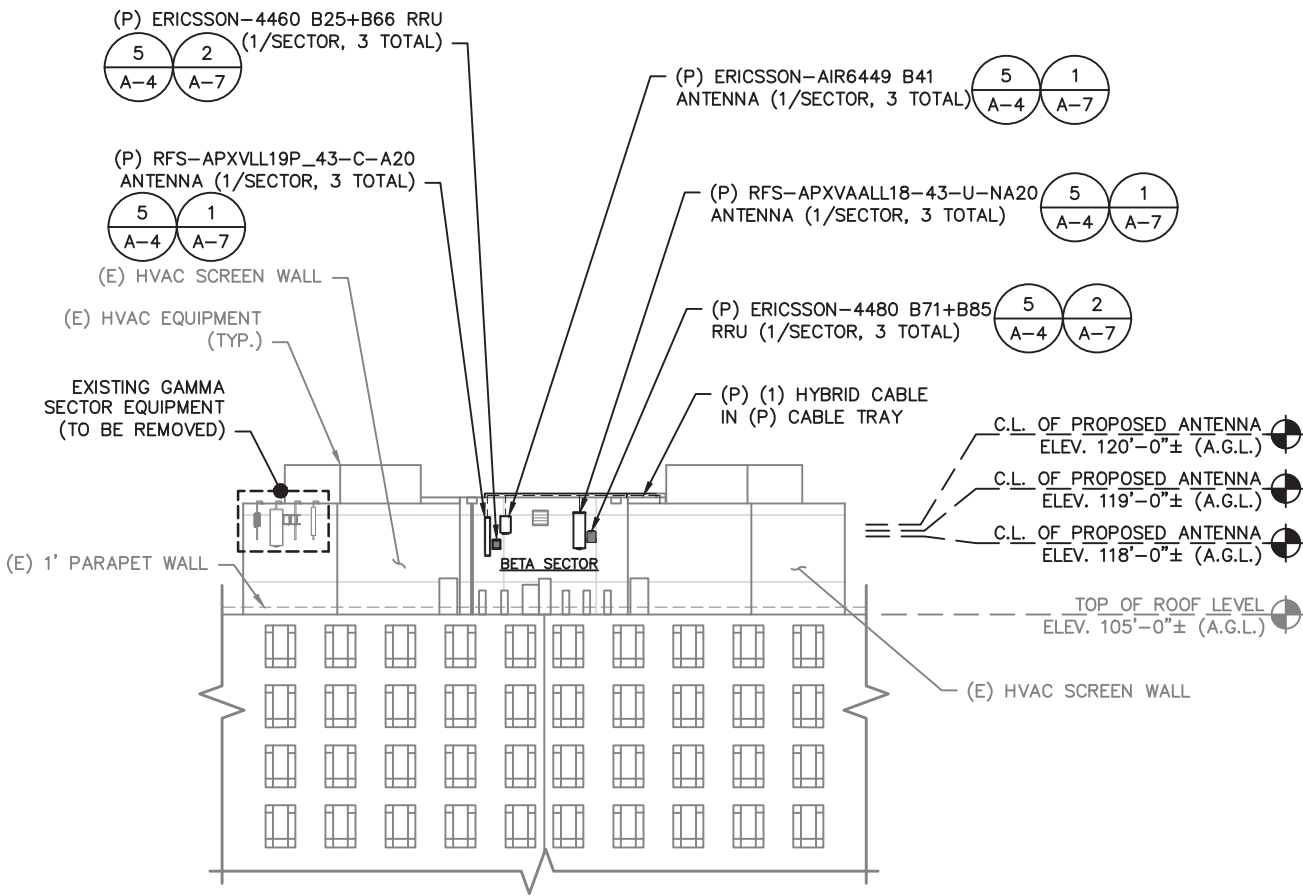 (P) ERICSSON-4460 B25+B66 RRU
(1/SECTOR, 3 TOTAL)
5
A-4
2
A-7
(P) ERICSSON-AIR6449 B41
ANTENNA (1/SECTOR, 3 TOTAL)
5
A-4
1
A-7
(P) RFS-APXVLL19P_43-C-A20
ANTENNA (1/SECTOR, 3 TOTAL)
5
A-4
1
A-7
(P) RFS-APXVAALL18-43-U-NA20
ANTENNA (1/SECTOR, 3 TOTAL)
5
A-4
1
A-7
(E) HVAC SCREEN WALL
(E) HVAC EQUIPMENT
(TYP.)
(P) ERICSSON-4480 B71+B85
RRU (1/SECTOR, 3 TOTAL)
5
A-4
2
A-7
EXISTING GAMMA
SECTOR EQUIPMENT
(TO BE REMOVED)
(P) (1) HYBRID CABLE
IN (P) CABLE TRAY
C.L. OF PROPOSED ANTENNA
ELEV. 120'-0"± (A.G.L.)
C.L. OF PROPOSED ANTENNA
ELEV. 119'-0"± (A.G.L.)
C.L. OF PROPOSED ANTENNA
ELEV. 118'-0"± (A.G.L.)
(E) 1' PARAPET WALL
BETA SECTOR
TOP OF ROOF LEVEL
ELEV. 105'-0"± (A.G.L.)
(E) HVAC SCREEN WALL